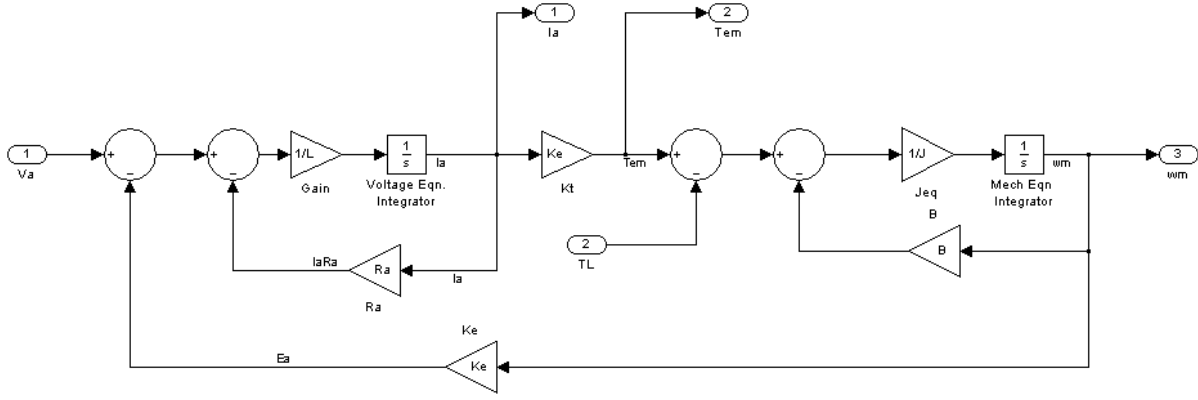 1
Ia
2
Tem
1
Va
+
−
+
−
1/L
Gain
1
s
Ia
Voltage Eqn.
Integrator
Ke
Kt
Tem
+
−
+
−
1/J
Jeq
1
s
wm
Mech Eqn
Integrator
3
wm
2
TL
B
B
IaRa
Ra
Ia
Ra
Ke
Ea
Ke